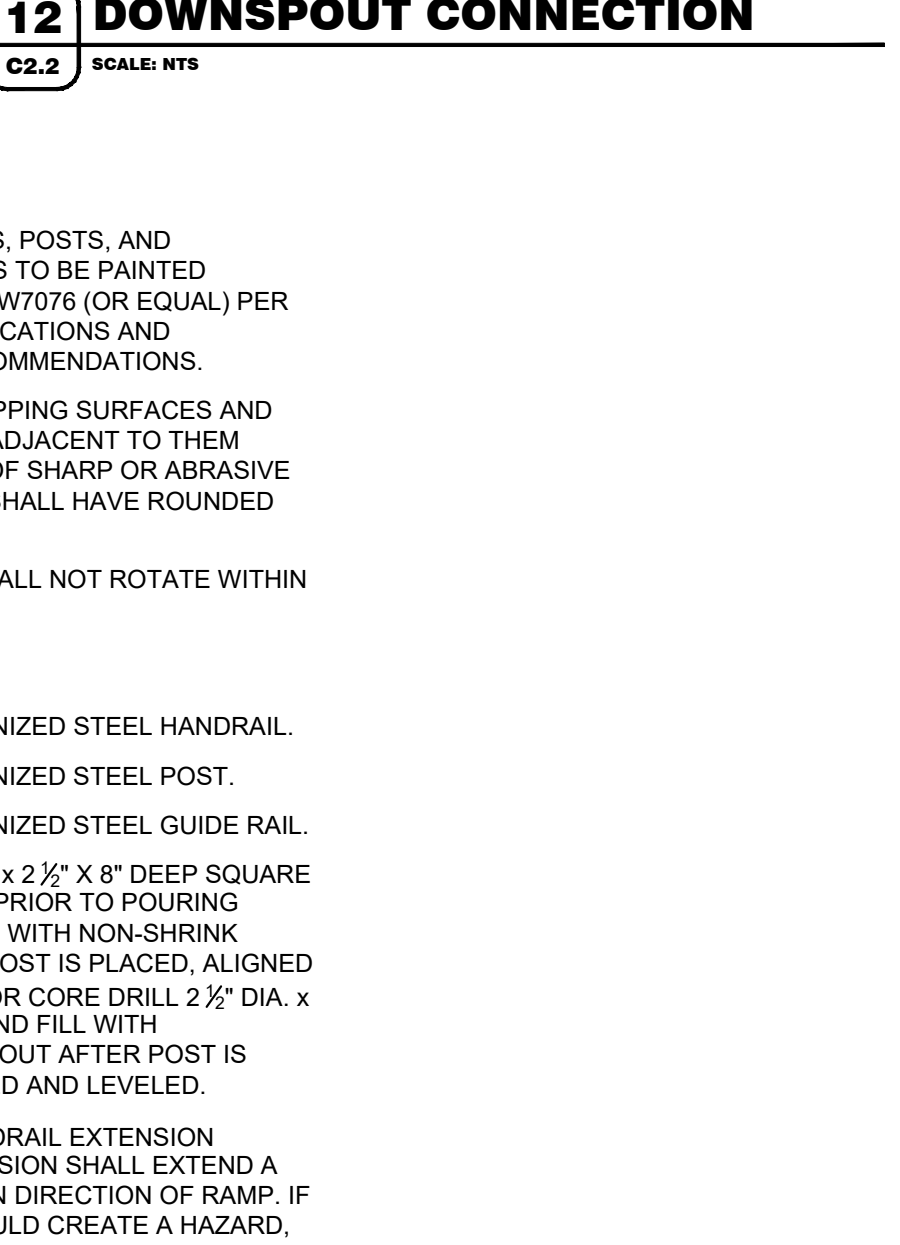 12 DOWNSPOUT CONNECTION
C2.2 SCALE: NTS
, POSTS, AND
TO BE PAINTED
W7076 (OR EQUAL) PER
CATIONS AND
OMMENDATIONS.
PPING SURFACES AND
ADJACENT TO THEM
OF SHARP OR ABRASIVE
SHALL HAVE ROUNDED
ALL NOT ROTATE WITHIN
NIZED STEEL HANDRAIL.
NIZED STEEL POST.
NIZED STEEL GUIDE RAIL.
x 2 ½" X 8" DEEP SQUARE
PRIOR TO POURING
WITH NON-SHRINK
OST IS PLACED, ALIGNED
OR CORE DRILL 2 ½" DIA. x
ND FILL WITH
OUT AFTER POST IS
D AND LEVELED.
DRAIL EXTENSION
SION SHALL EXTEND A
N DIRECTION OF RAMP. IF
ULD CREATE A HAZARD,